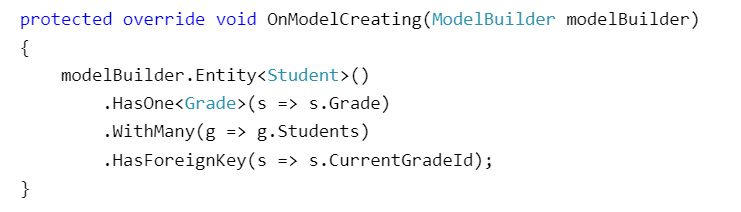 protected override void OnModelCreating(ModelBuilder modelBuilder)
{
    modelBuilder.Entity<Student>()
        .HasOne<Grade>(s => s.Grade)
        .WithMany(g => g.Students)
        .HasForeignKey(s => s.CurrentGradeId);
}